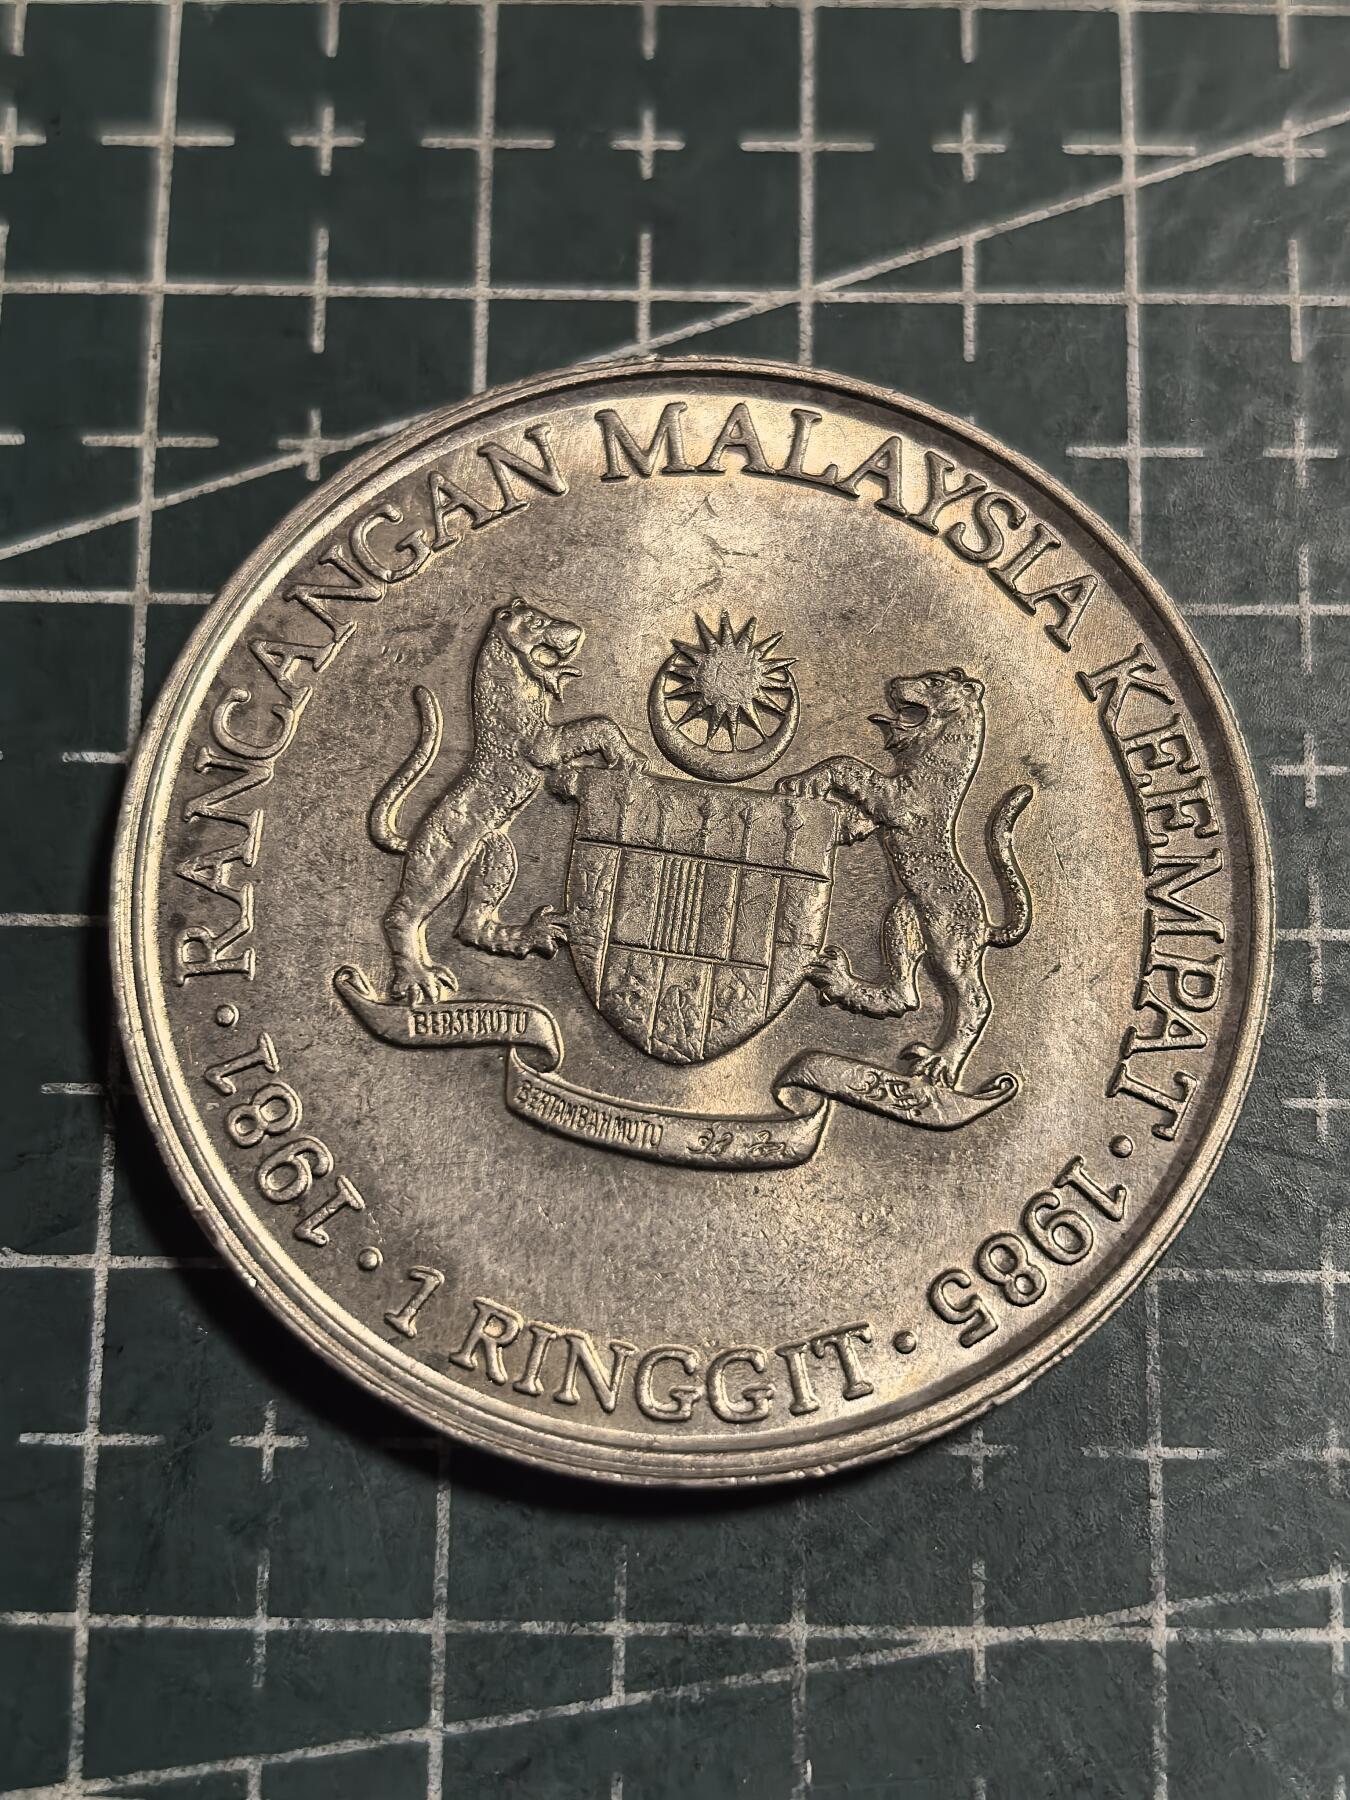 RANCANGAN MALAYSIA KEEMPAT
· 1981 · 1 RINGGIT · 1985 ·
BERSEKUTU
BERTAMBAH MUTU